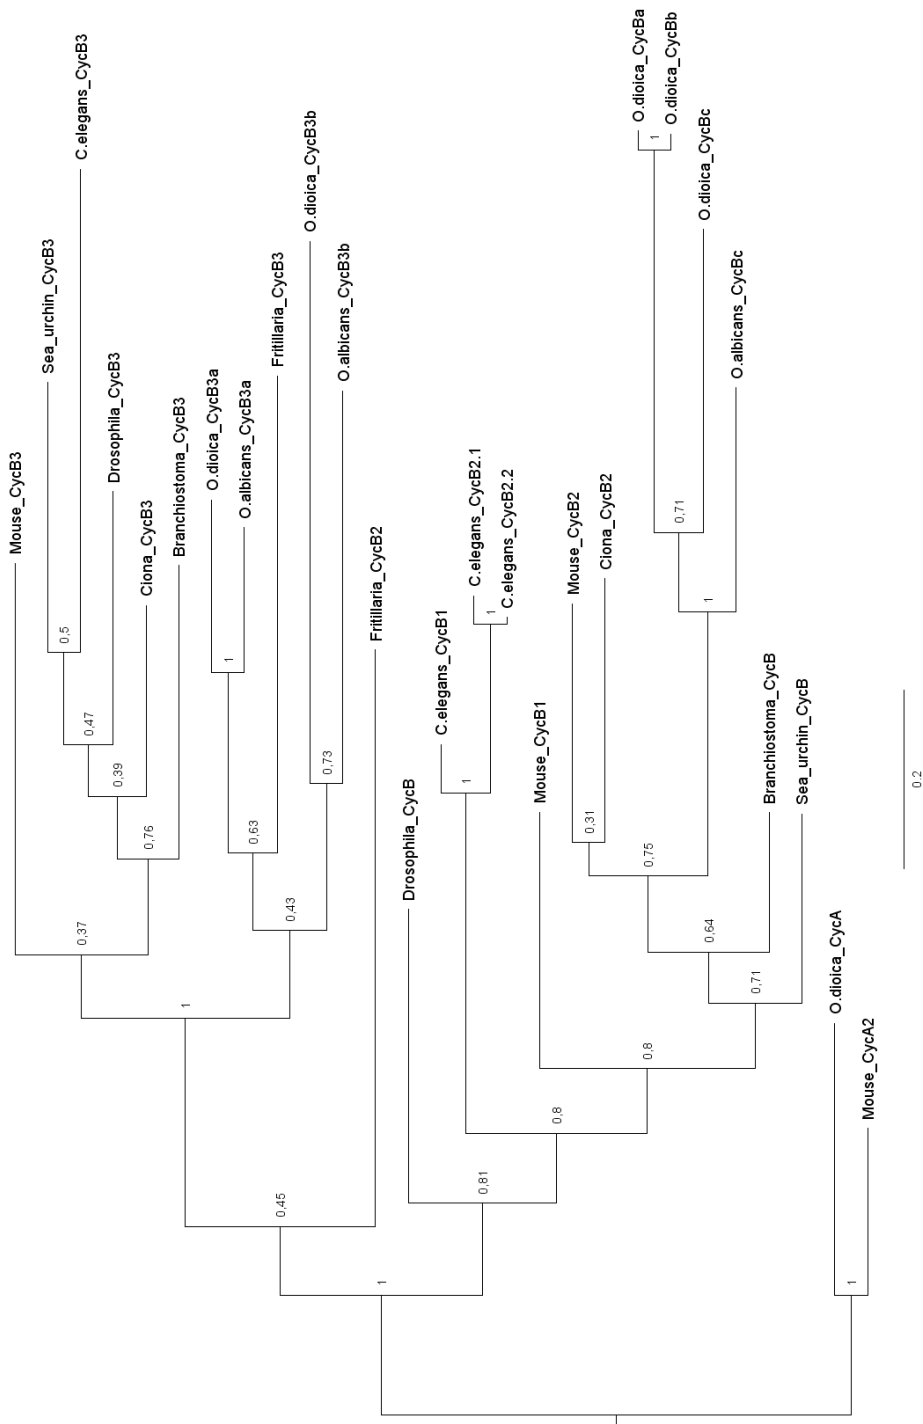 Mouse_CycB3
Sea_urchin_CycB3
C.elegans_CycB3
Drosophila_CycB3
Ciona_CycB3
Branchiostoma_CycB3
O.dioica_CycB3a
O.albicans_CycB3a
Fritillaria_CycB3
O.dioica_CycB3b
O.albicans_CycB3b
Fritillaria_CycB2
Drosophila_CycB
C.elegans_CycB1
C.elegans_CycB2.1
C.elegans_CycB2.2
Mouse_CycB1
Mouse_CycB2
Ciona_CycB2
O.dioica_CycBa
O.dioica_CycBb
O.dioica_CycBc
O.albicans_CycBc
Branchiostoma_CycB
Sea_urchin_CycB
O.dioica_CycA
Mouse_CycA2
0,5
0,47
0,39
0,76
0,37
1
0,63
0,43
0,73
1
0,45
1
1
1
0,81
0,8
0,8
0,31
0,75
0,64
0,71
1
0,71
1
1
0.2